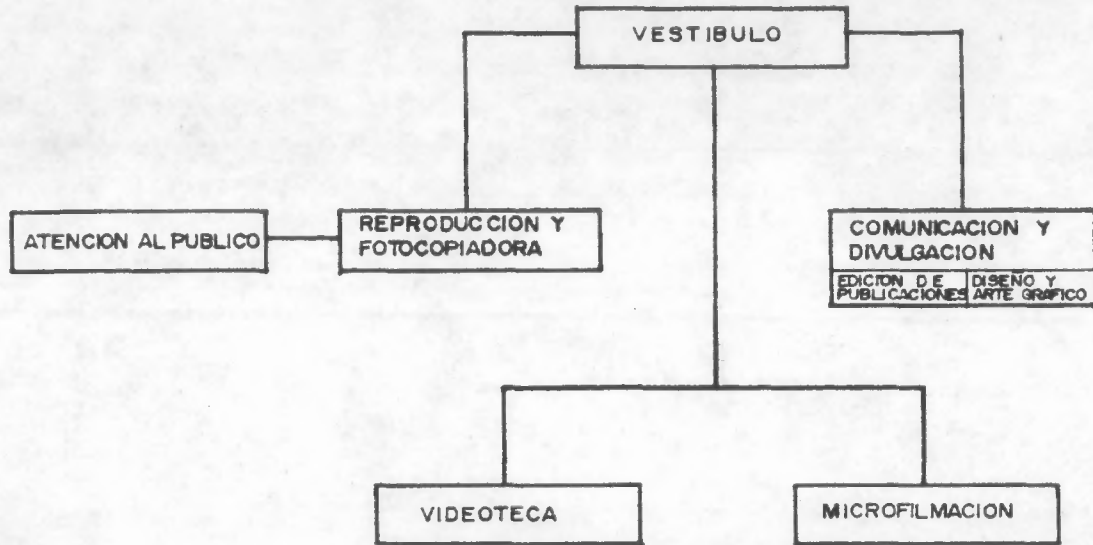 VESTIBULO
ATENCION AL PUBLICO
REPRODUCCION Y
FOTOCOPIADORA
COMUNICACION Y
DIVULGACION
EDICION DE
PUBLICACIONES
DISEÑO Y
ARTE GRAFICO
VIDEOTECA
MICROFILMACION